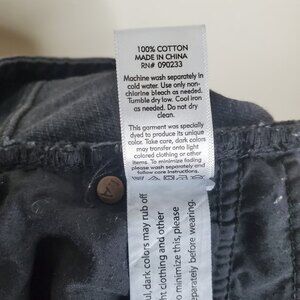 100% COTTON
MADE IN CHINA
RN# 090233
Machine wash separately in
cold water. Use only non-
chlorine bleach as needed.
Tumble dry low. Cool iron
as needed. Do not dry
clean.
This garment was specially
dyed to produce its unique
color. Take care, dark colors
may transfer onto light
colored clothing or other
items. To minimize fading
please wash separately and
follow care instructions.
ul, dark colors may rub off
ht clothing and other
o minimize this, please
separately before wearing.